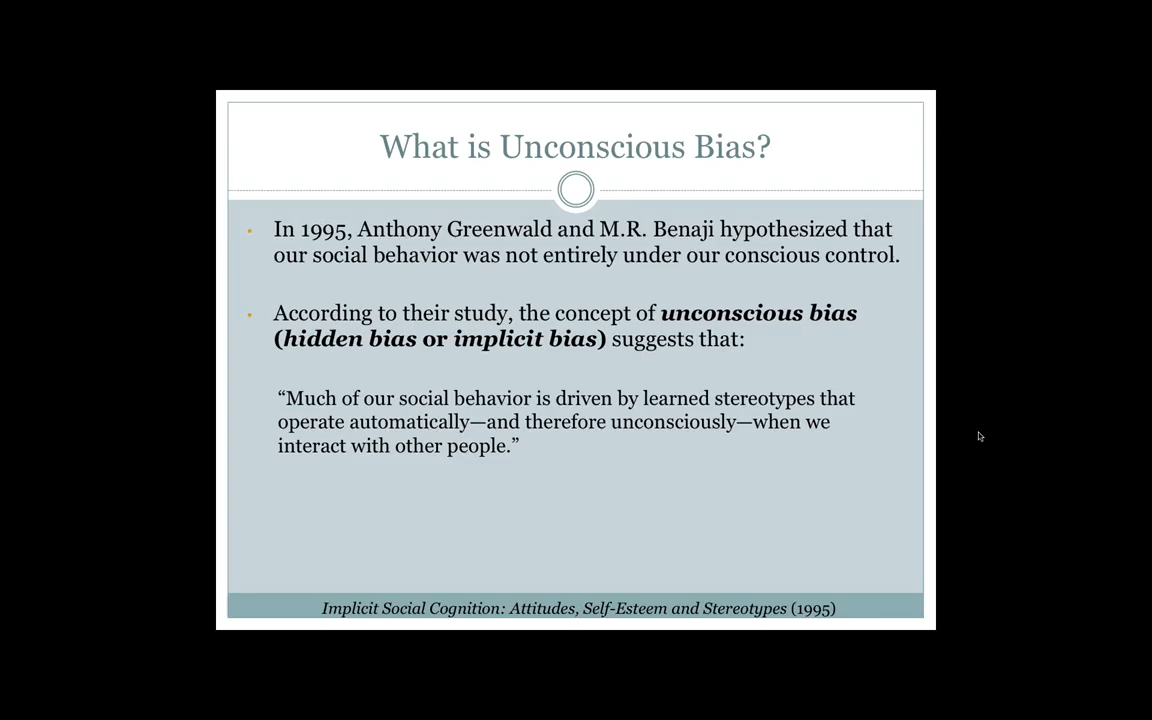 What is Unconscious Bias?
In 1995, Anthony Greenwald and M.R. Benaji hypothesized that
our social behavior was not entirely under our conscious control.
According to their study, the concept of unconscious bias
(hidden bias or implicit bias) suggests that:
“Much of our social behavior is driven by learned stereotypes that
operate automatically—and therefore unconsciously—when we
interact with other people.”
Implicit Social Cognition: Attitudes, Self-Esteem and Stereotypes (1995)